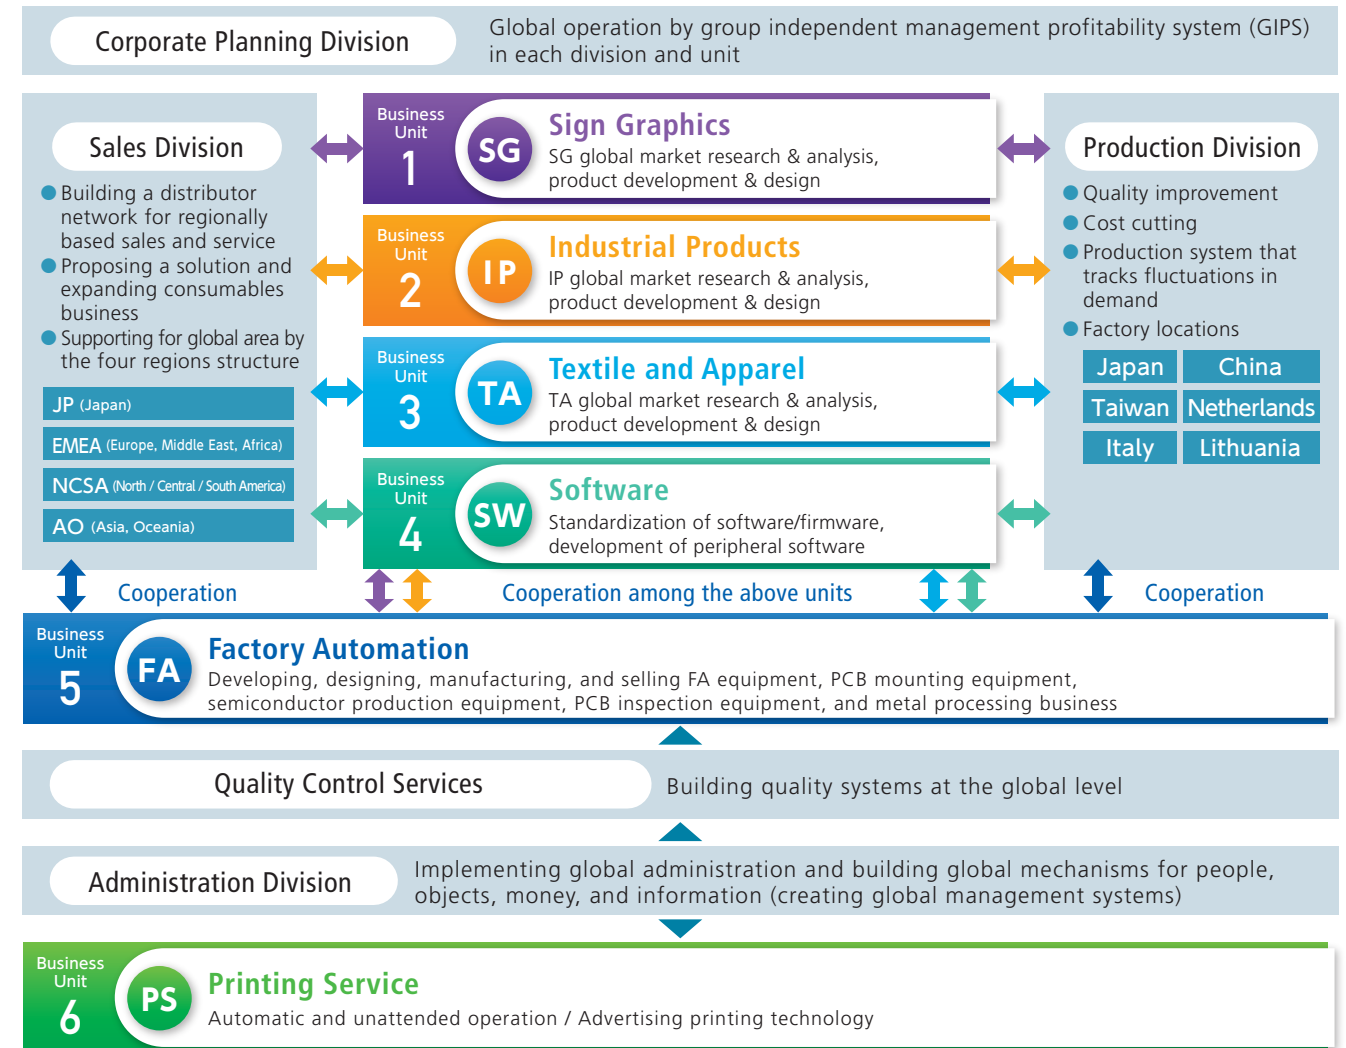 Corporate Planning Division
Global operation by group independent management profitability system (GIPS)
in each division and unit
Sales Division
● Building a distributor
network for regionally
based sales and service
● Proposing a solution and
expanding consumables
business
● Supporting for global area by
the four regions structure
JP (Japan)
EMEA (Europe, Middle East, Africa)
NCSA (North / Central / South America)
AO (Asia, Oceania)
Business
Unit
1
SG
Sign Graphics
SG global market research & analysis,
product development & design
Business
Unit
2
IP
Industrial Products
IP global market research & analysis,
product development & design
Business
Unit
3
TA
Textile and Apparel
TA global market research & analysis,
product development & design
Business
Unit
4
SW
Software
Standardization of software/firmware,
development of peripheral software
Production Division
● Quality improvement
● Cost cutting
● Production system that
tracks fluctuations in
demand
● Factory locations
Japan China
Taiwan Netherlands
Italy Lithuania
Cooperation
Cooperation among the above units
Cooperation
Business
Unit
5
FA
Factory Automation
Developing, designing, manufacturing, and selling FA equipment, PCB mounting equipment,
semiconductor production equipment, PCB inspection equipment, and metal processing business
Quality Control Services
Building quality systems at the global level
Administration Division
Implementing global administration and building global mechanisms for people,
objects, money, and information (creating global management systems)
Business
Unit
6
PS
Printing Service
Automatic and unattended operation / Advertising printing technology